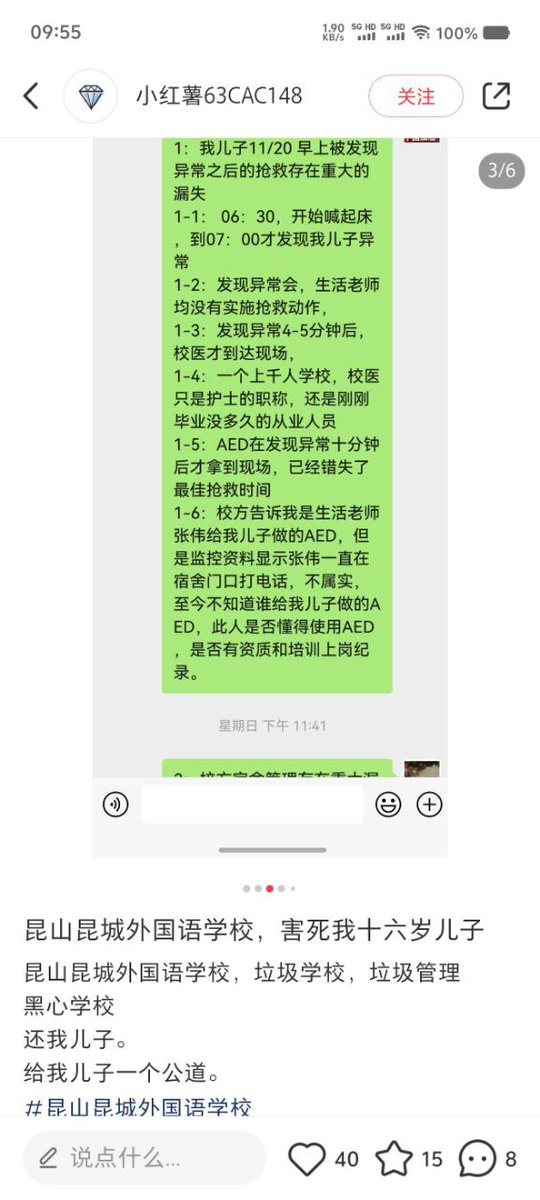 09:55
1.90 KB/s 5G HD 5G HD 100%
小红薯63CAC148
关注
3/6
1：我儿子11/20 早上被发现
异常之后的抢救存在重大的
漏失
1-1： 06：30，开始喊起床
，到07：00才发现我儿子异
常
1-2：发现异常会，生活老师
均没有实施抢救动作，
1-3：发现异常4-5分钟后，
校医才到达现场，
1-4：一个上千人学校，校医
只是护士的职称，还是刚刚
毕业没多久的从业人员
1-5：AED在发现异常十分钟
后才拿到现场，已经错失了
最佳抢救时间
1-6：校方告诉我是生活老师
张伟给我儿子做的AED，但
是监控资料显示张伟一直在
宿舍门口打电话，不属实，
至今不知道谁给我儿子做的A
ED，此人是否懂得使用AED
，是否有资质和培训上岗纪
录。
星期日 下午 11:41
2：校方宿舍管理存在重大漏
昆山昆城外国语学校，害死我十六岁儿子
昆山昆城外国语学校，垃圾学校，垃圾管理
黑心学校
还我儿子。
给我儿子一个公道。
#昆山昆城外国语学校
说点什么...
40
15
8